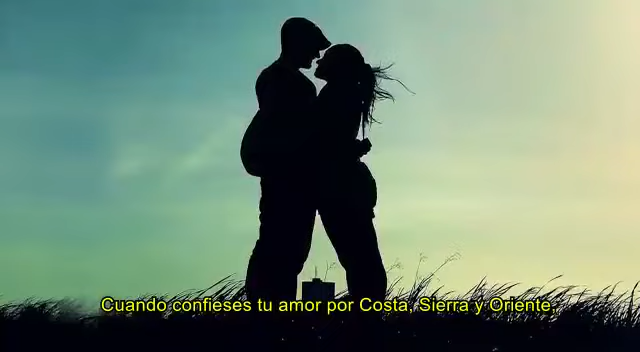 Cuando confieses tu amor por Costa, Sierra y Oriente,